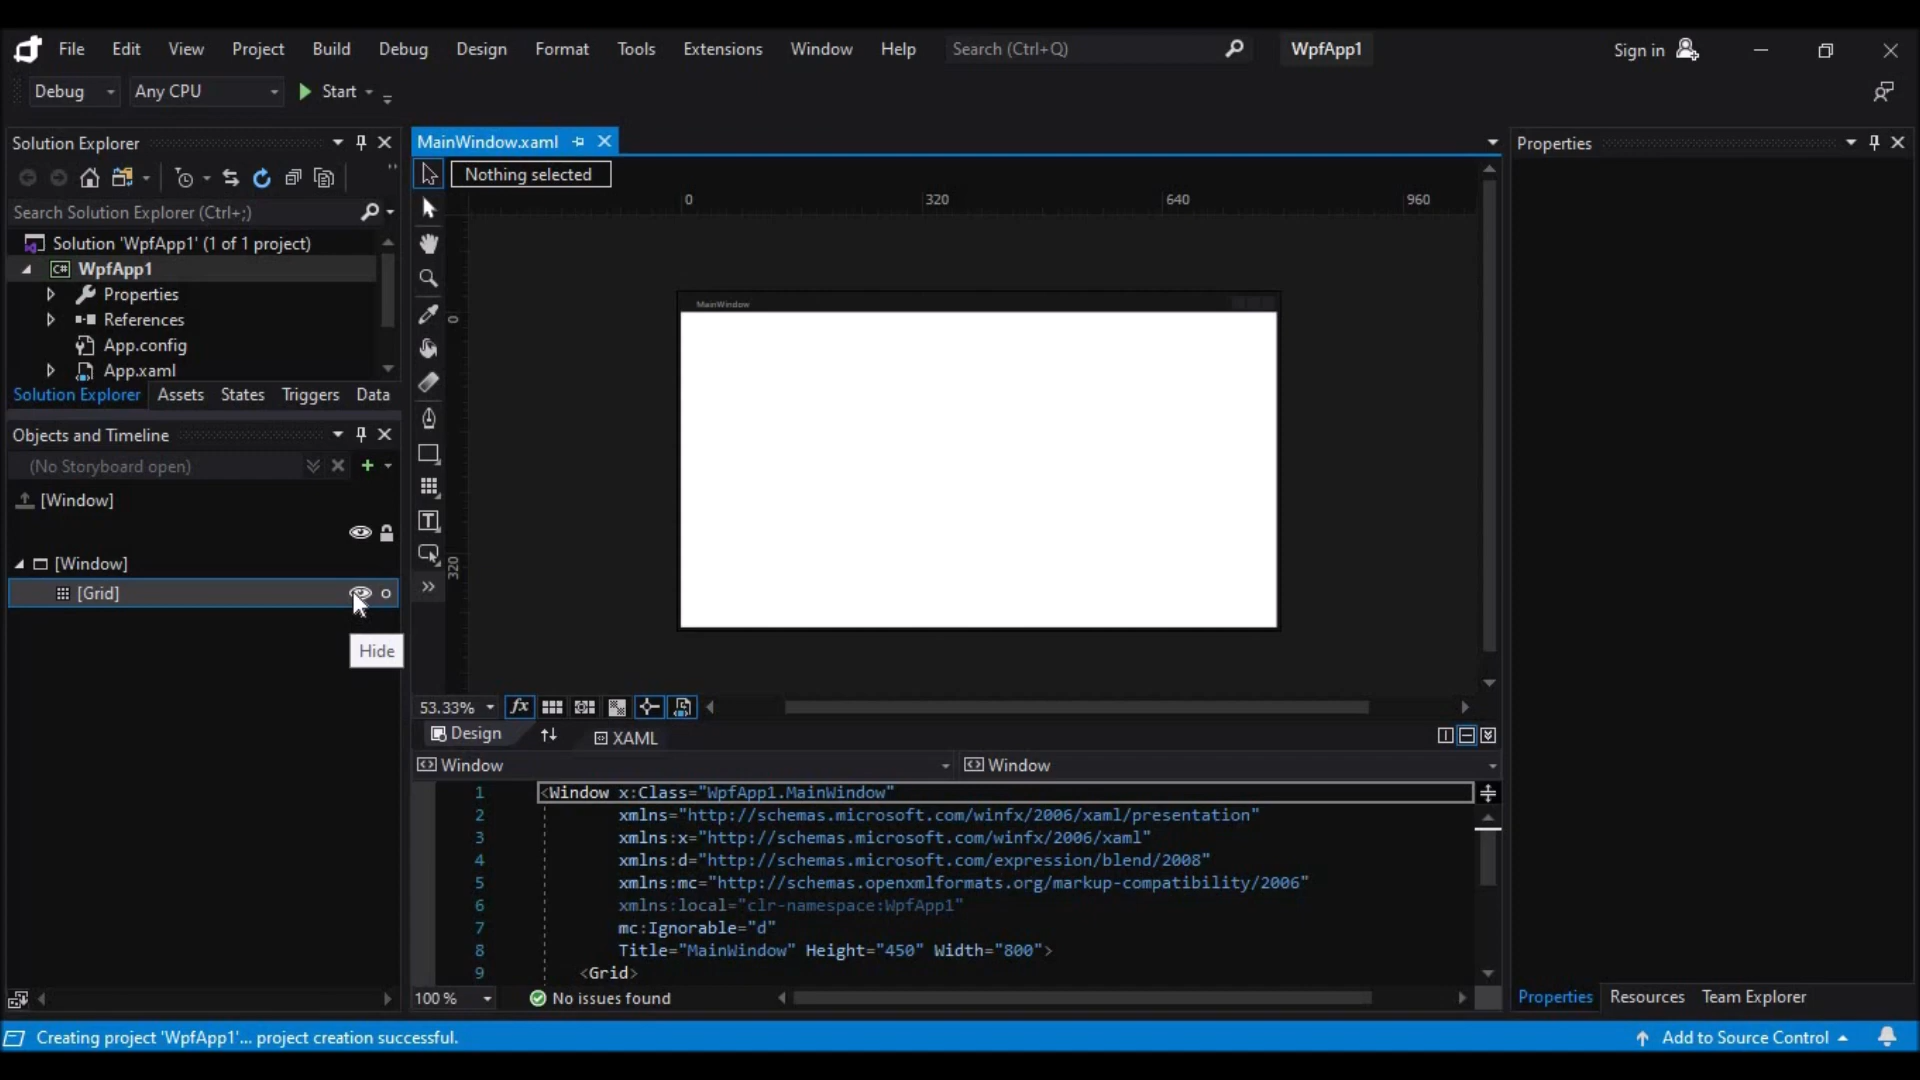 File Edit View Project Build Debug Design Format Tools Extensions Window Help Search (Ctrl+Q) WpfApp1 Sign in
Debug Any CPU Start
Solution Explorer
Search Solution Explorer (Ctrl+;)
Solution 'WpfApp1' (1 of 1 project)
C# WpfApp1
Properties
References
App.config
App.xaml
Solution Explorer Assets States Triggers Data
Objects and Timeline
(No Storyboard open)
[Window]
[Window]
[Grid]
Hide
MainWindow.xaml
Nothing selected
0 320 640 960
0
320
MainWindow
53.33% fx
Design XAML
Window Window
1 <Window x:Class="WpfApp1.MainWindow"
2 xmlns="http://schemas.microsoft.com/winfx/2006/xaml/presentation"
3 xmlns:x="http://schemas.microsoft.com/winfx/2006/xaml"
4 xmlns:d="http://schemas.microsoft.com/expression/blend/2008"
5 xmlns:mc="http://schemas.openxmlformats.org/markup-compatibility/2006"
6 xmlns:local="clr-namespace:WpfApp1"
7 mc:Ignorable="d"
8 Title="MainWindow" Height="450" Width="800">
9 <Grid>
100 % No issues found
Properties
Properties Resources Team Explorer
Creating project 'WpfApp1'... project creation successful. Add to Source Control